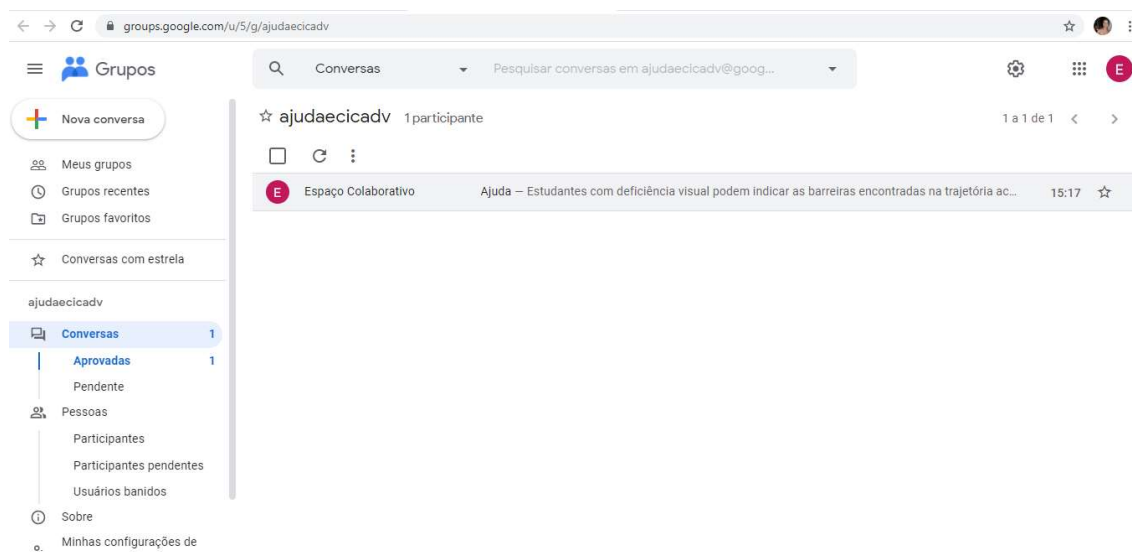 groups.google.com/u/5/g/ajudaecicadv
Grupos
Conversas
Pesquisar conversas em ajudaecicadv@goog...
E
Nova conversa
ajudaecicadv 1 participante
1 a 1 de 1
Meus grupos
Grupos recentes
Grupos favoritos
E Espaço Colaborativo Ajuda – Estudantes com deficiência visual podem indicar as barreiras encontradas na trajetória ac... 15:17
Conversas com estrela
ajudaecicadv
Conversas 1
Aprovadas 1
Pendente
Pessoas
Participantes
Participantes pendentes
Usuários banidos
Sobre
Minhas configurações de